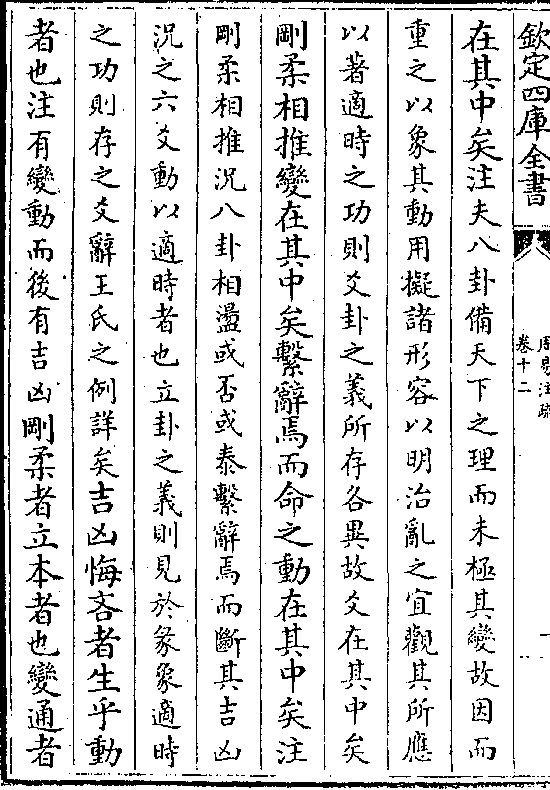 欽定四庫全書
周易注疏
卷十二
一
在其中矣注夫八卦備天下之理而未極其變故因而
重之以象其動用擬諸形容以明治亂之宜觀其所應
以著適時之功則爻卦之義所存各異故爻在其中矣
剛柔相推變在其中矣繫辭焉而命之動在其中矣注
剛柔相推況八卦相盪或否或泰繫辭焉而斷其吉凶
況之六爻動以適時者也立卦之義則見於彖象適時
之功則存之爻辭王氏之例詳矣吉凶悔吝者生乎動
者也注有變動而後有吉凶剛柔者立本者也變通者